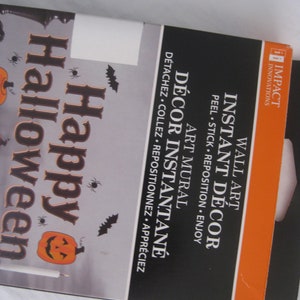 IMPACT
INNOVATIONS
WALL ART
INSTANT DECOR
PEEL • STICK • REPOSITION • ENJOY
ART MURAL
DÉCOR INSTANTANÉ
DÉTACHEZ • COLLEZ • REPOSITIONNEZ • APPRÉCIEZ
Happy
Halloween